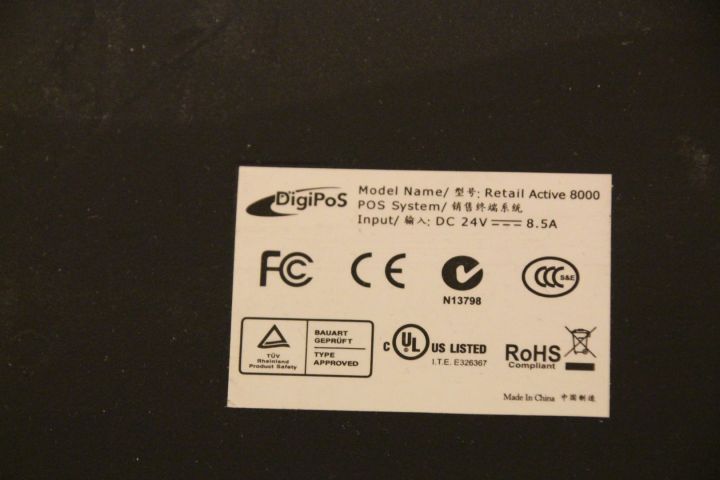 DigiPoS
Model Name/ 型号: Retail Active 8000
POS System/ 销售终端系统
Input/ 输入: DC 24V 8.5A
FC
CE
N13798
CCC S&E
TÜV
Rheinland
Product Safety
BAUART
GEPRÜFT
TYPE
APPROVED
C UL US LISTED
I.T.E. E326367
RoHS
Compliant
Made In China 中国制造